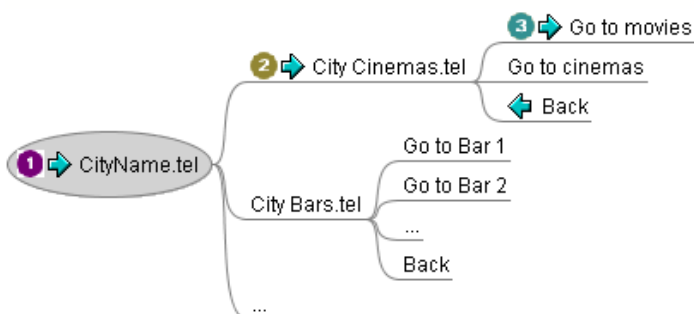 3 Go to movies
2 City Cinemas.tel
Go to cinemas
Back
1 CityName.tel
Go to Bar 1
Go to Bar 2
City Bars.tel
...
Back
...